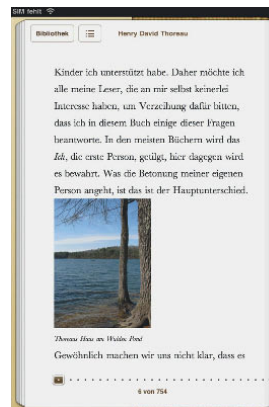 SIM fehlt
Bibliothek
Henry David Thoreau
Kinder ich unterstützt habe. Daher möchte ich
alle meine Leser, die an mir selbst keinerlei
Interesse haben, um Verzeihung dafür bitten,
dass ich in diesem Buch einige dieser Fragen
beantworte. In den meisten Büchern wird das
Ich, die erste Person, getilgt, hier dagegen wird
es bewahrt. Was die Betonung meiner eigenen
Person angeht, ist das ist der Hauptunterschied.
Thoreaus Haus am Walden Pond
Gewöhnlich machen wir uns nicht klar, dass es
6 von 754